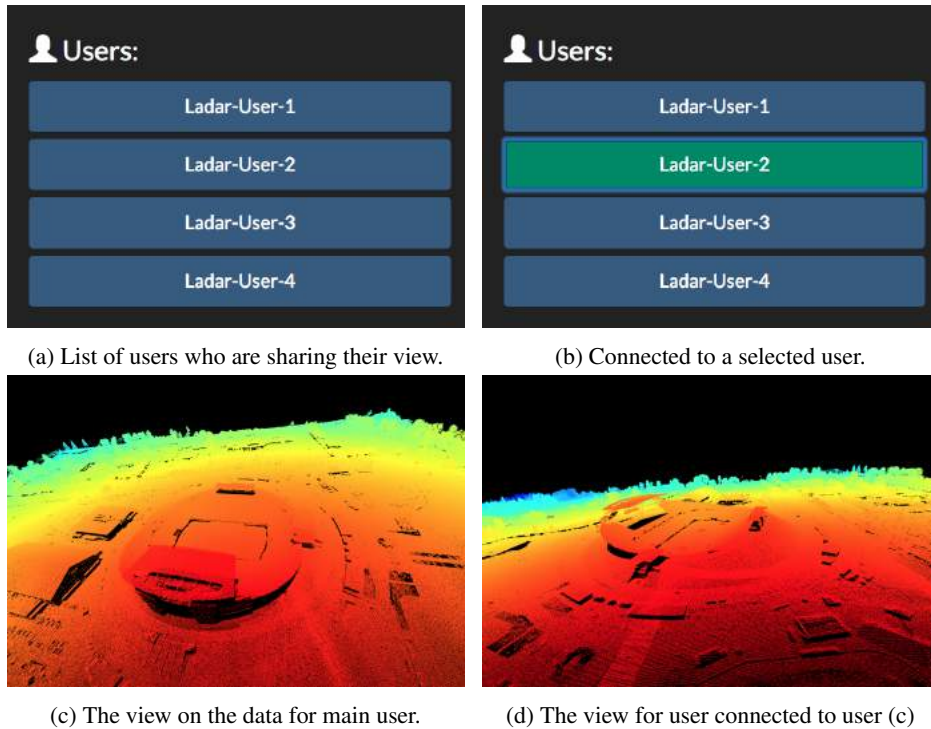 Users:
Ladar-User-1
Ladar-User-2
Ladar-User-3
Ladar-User-4
(a) List of users who are sharing their view.
Users:
Ladar-User-1
Ladar-User-2
Ladar-User-3
Ladar-User-4
(b) Connected to a selected user.
(c) The view on the data for main user.
(d) The view for user connected to user (c)